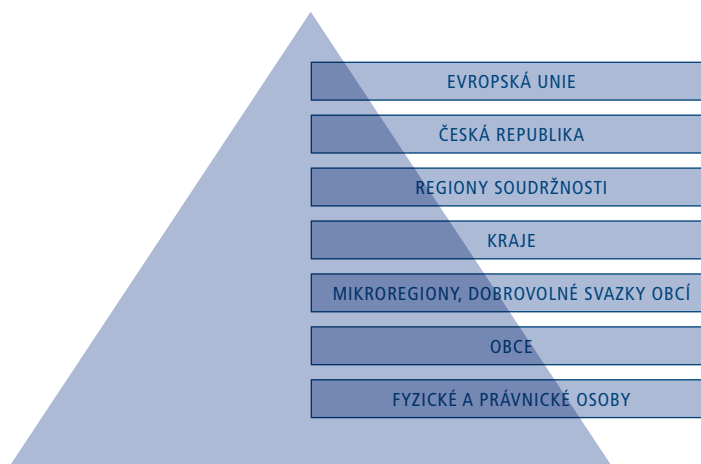 EVROPSKÁ UNIE
ČESKÁ REPUBLIKA
REGIONY SOUDRŽNOSTI
KRAJE
MIKROREGIONY, DOBROVOLNÉ SVAZKY OBCÍ
OBCE
FYZICKÉ A PRÁVNICKÉ OSOBY